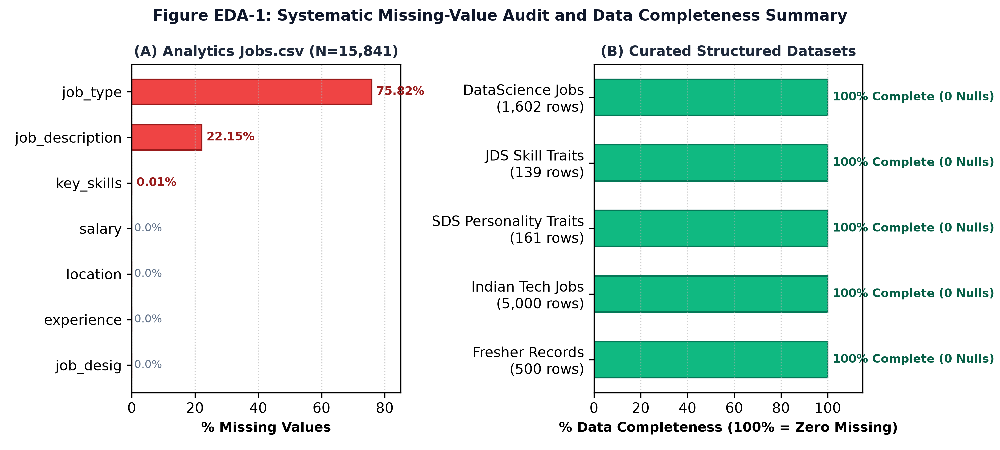 Figure EDA-1: Systematic Missing-Value Audit and Data Completeness Summary
(A) Analytics Jobs.csv (N=15,841)
job_type
75.82%
job_description
22.15%
key_skills
0.01%
salary
0.0%
location
0.0%
experience
0.0%
job_desig
0.0%
0 20 40 60 80
% Missing Values
(B) Curated Structured Datasets
DataScience Jobs
(1,602 rows)
100% Complete (0 Nulls)
JDS Skill Traits
(139 rows)
100% Complete (0 Nulls)
SDS Personality Traits
(161 rows)
100% Complete (0 Nulls)
Indian Tech Jobs
(5,000 rows)
100% Complete (0 Nulls)
Fresher Records
(500 rows)
100% Complete (0 Nulls)
0 20 40 60 80 100
% Data Completeness (100% = Zero Missing)